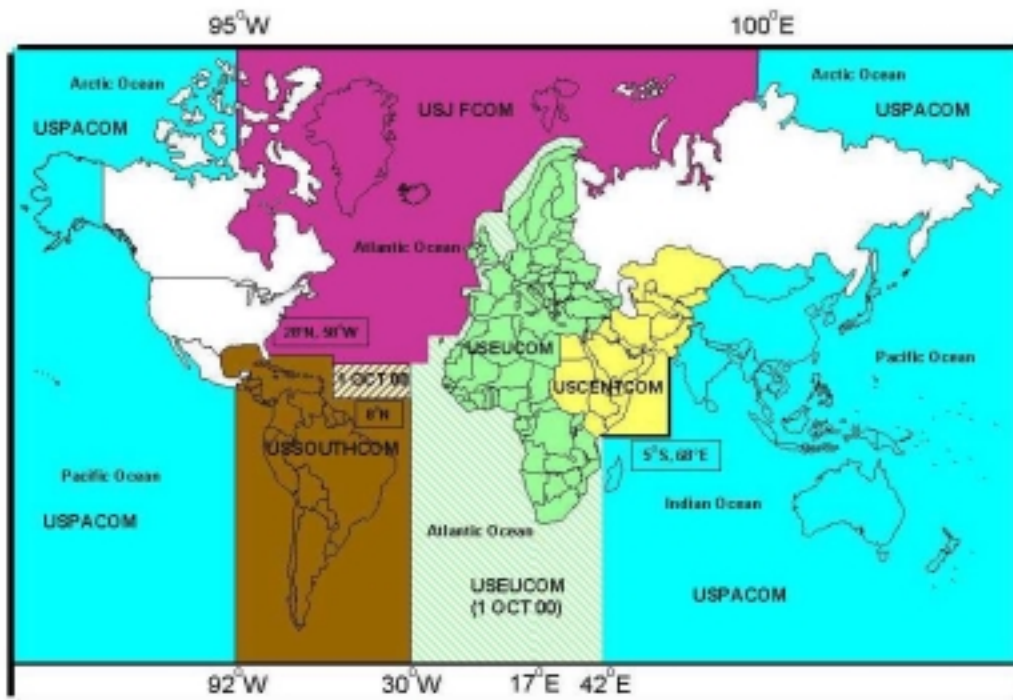 95°W
100°E
Arctic Ocean
USPACOM
USJ FCOM
Arctic Ocean
USPACOM
Atlantic Ocean
28°N, 58°W
USEUCOM
Pacific Ocean
1 OCT 00
USCENTCOM
8°N
USSOUTHCOM
5°S, 68°E
Pacific Ocean
Indian Ocean
USPACOM
Atlantic Ocean
USEUCOM
(1 OCT 00)
USPACOM
92°W
30°W
17°E
42°E